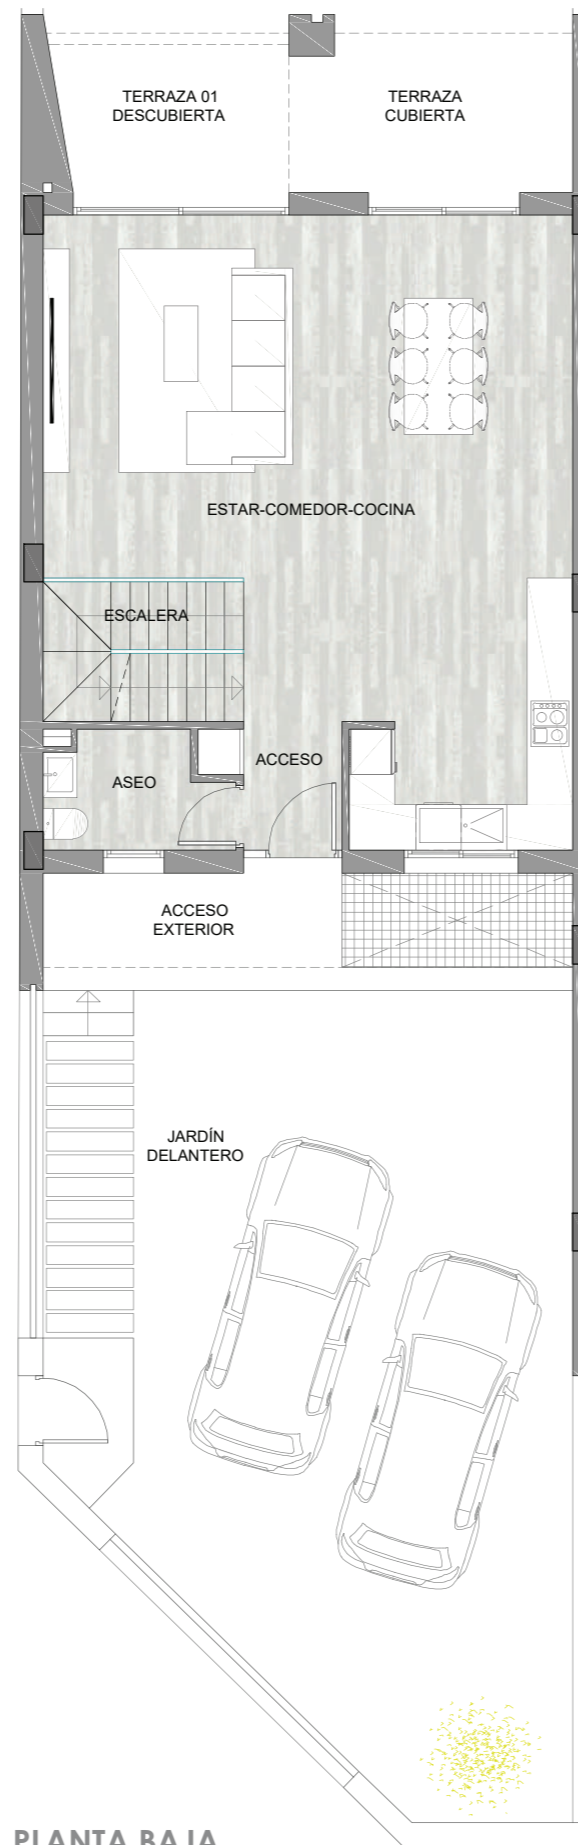 TERRAZA 01
DESCUBIERTA
TERRAZA
CUBIERTA
ESTAR-COMEDOR-COCINA
ESCALERA
ASEO
ACCESO
ACCESO
EXTERIOR
JARDÍN
DELANTERO
PLANTA BAJA